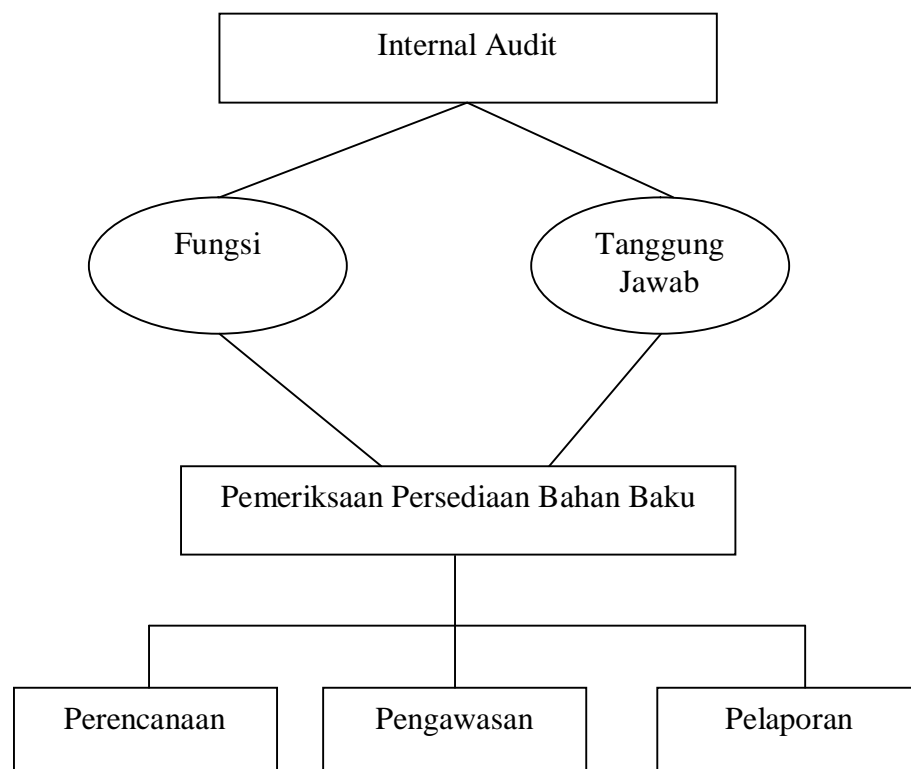 Internal Audit
Fungsi
Tanggung
Jawab
Pemeriksaan Persediaan Bahan Baku
Perencanaan
Pengawasan
Pelaporan